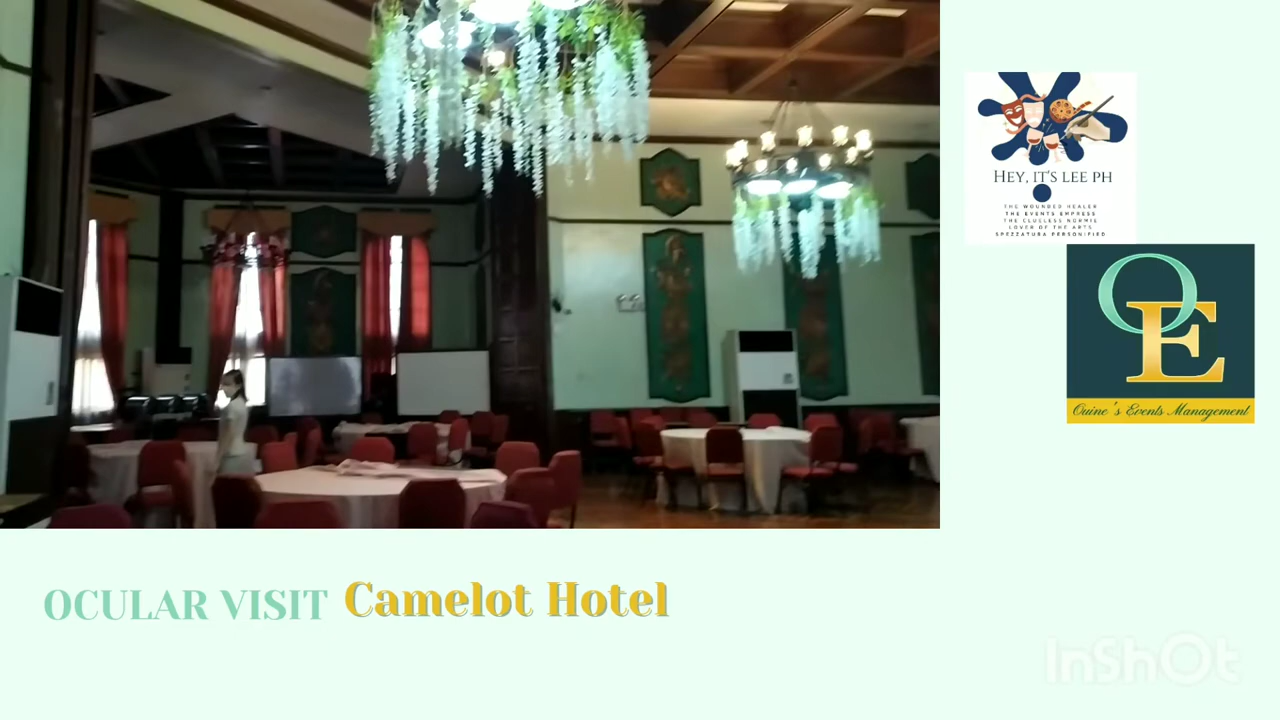 HEY, IT'S LEE PH
THE WOUNDED HEALER
THE EVENTS EMPRESS
THE CLUELESS NORMIE
LOVER OF THE ARTS
SPEZZATURA PERSONIFIED
OE
Quine's Events Management
OCULAR VISIT Camelot Hotel
InShOt